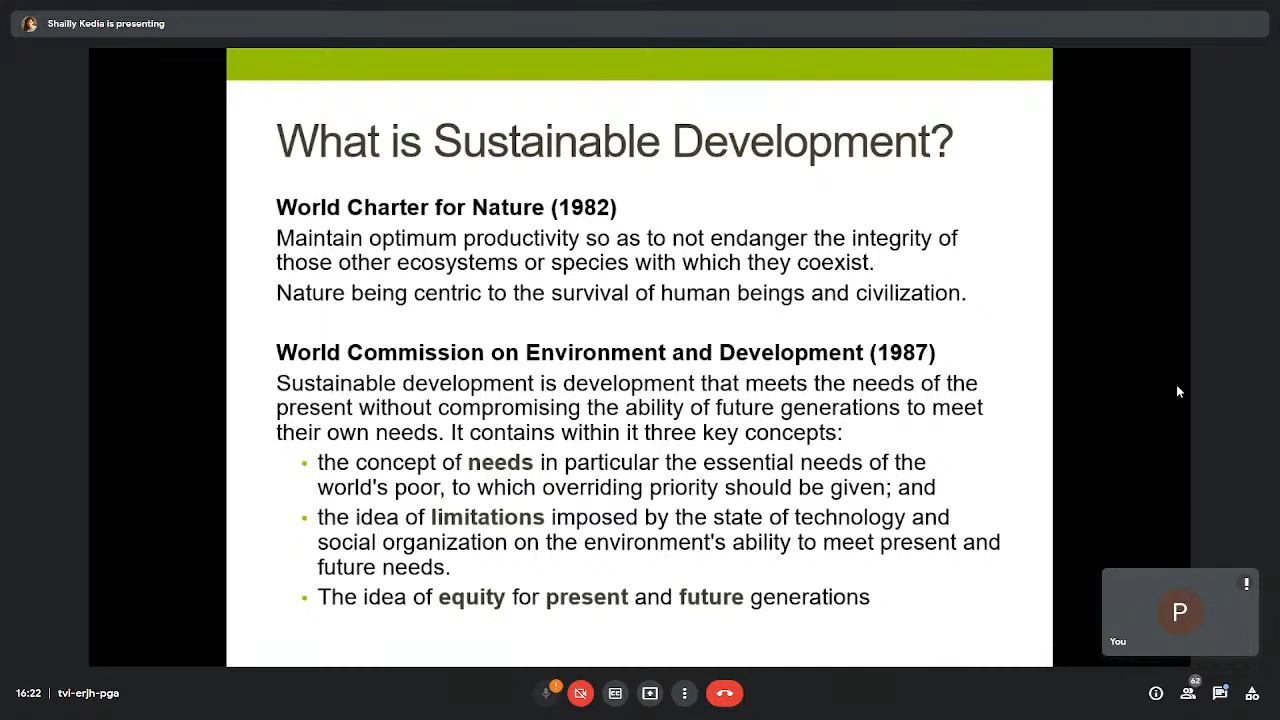 Shailly Kedia is presenting
What is Sustainable Development?
World Charter for Nature (1982)
Maintain optimum productivity so as to not endanger the integrity of
those other ecosystems or species with which they coexist.
Nature being centric to the survival of human beings and civilization.
World Commission on Environment and Development (1987)
Sustainable development is development that meets the needs of the
present without compromising the ability of future generations to meet
their own needs. It contains within it three key concepts:
• the concept of needs in particular the essential needs of the
world's poor, to which overriding priority should be given; and
• the idea of limitations imposed by the state of technology and
social organization on the environment's ability to meet present and
future needs.
• The idea of equity for present and future generations
P
You
16:22 tvl-erjh-pga
62